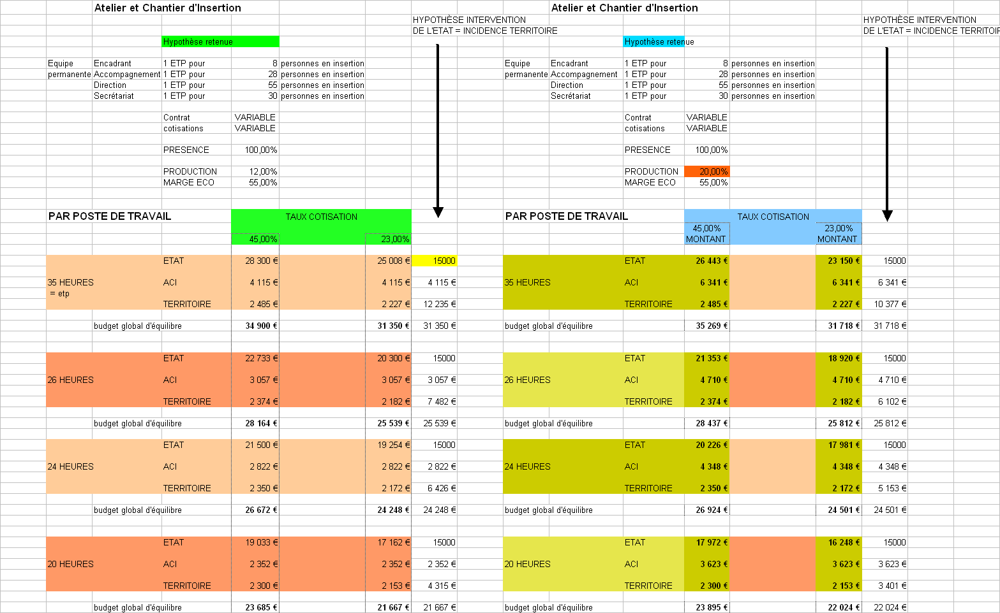 Atelier et Chantier d'Insertion Atelier et Chantier d'Insertion
HYPOTHÈSE INTERVENTION HYPOTHÈSE INTERVENTION
DE L'ETAT = INCIDENCE TERRITOIRE DE L'ETAT = INCIDENCE TERRITOIR
Hypothèse retenue Hypothèse retenue
Equipe Encadrant 1 ETP pour 8 personnes en insertion Equipe Encadrant 1 ETP pour 8 personnes en insertion
permanente Accompagnement 1 ETP pour 28 personnes en insertion permanente Accompagnement 1 ETP pour 28 personnes en insertion
Direction 1 ETP pour 55 personnes en insertion Direction 1 ETP pour 55 personnes en insertion
Secrétariat 1 ETP pour 30 personnes en insertion Secrétariat 1 ETP pour 30 personnes en insertion
Contrat VARIABLE Contrat VARIABLE
cotisations VARIABLE cotisations VARIABLE
PRESENCE 100,00% PRESENCE 100,00%
PRODUCTION 12,00% PRODUCTION 20,00%
MARGE ECO 55,00% MARGE ECO 55,00%
PAR POSTE DE TRAVAIL TAUX COTISATION PAR POSTE DE TRAVAIL TAUX COTISATION
45,00% 23,00%
45,00% 23,00% MONTANT MONTANT
ETAT 28 300 € 25 008 € 15000 ETAT 26 443 € 23 150 € 15000
35 HEURES ACI 4 115 € 4 115 € 4 115 € 35 HEURES ACI 6 341 € 6 341 € 6 341 €
= etp
TERRITOIRE 2 485 € 2 227 € 12 235 € TERRITOIRE 2 485 € 2 227 € 10 377 €
budget global d'équilibre 34 900 € 31 350 € 31 350 € budget global d'équilibre 35 269 € 31 718 € 31 718 €
ETAT 22 733 € 20 300 € 15000 ETAT 21 353 € 18 920 € 15000
26 HEURES ACI 3 057 € 3 057 € 3 057 € 26 HEURES ACI 4 710 € 4 710 € 4 710 €
TERRITOIRE 2 374 € 2 182 € 7 482 € TERRITOIRE 2 374 € 2 182 € 6 102 €
budget global d'équilibre 28 164 € 25 539 € 25 539 € budget global d'équilibre 28 437 € 25 812 € 25 812 €
ETAT 21 500 € 19 254 € 15000 ETAT 20 226 € 17 981 € 15000
24 HEURES ACI 2 822 € 2 822 € 2 822 € 24 HEURES ACI 4 348 € 4 348 € 4 348 €
TERRITOIRE 2 350 € 2 172 € 6 426 € TERRITOIRE 2 350 € 2 172 € 5 153 €
budget global d'équilibre 26 672 € 24 248 € 24 248 € budget global d'équilibre 26 924 € 24 501 € 24 501 €
ETAT 19 033 € 17 162 € 15000 ETAT 17 972 € 16 248 € 15000
20 HEURES ACI 2 352 € 2 352 € 2 352 € 20 HEURES ACI 3 623 € 3 623 € 3 623 €
TERRITOIRE 2 300 € 2 153 € 4 315 € TERRITOIRE 2 300 € 2 153 € 3 401 €
budget global d'équilibre 23 685 € 21 667 € 21 667 € budget global d'équilibre 23 895 € 22 024 € 22 024 €